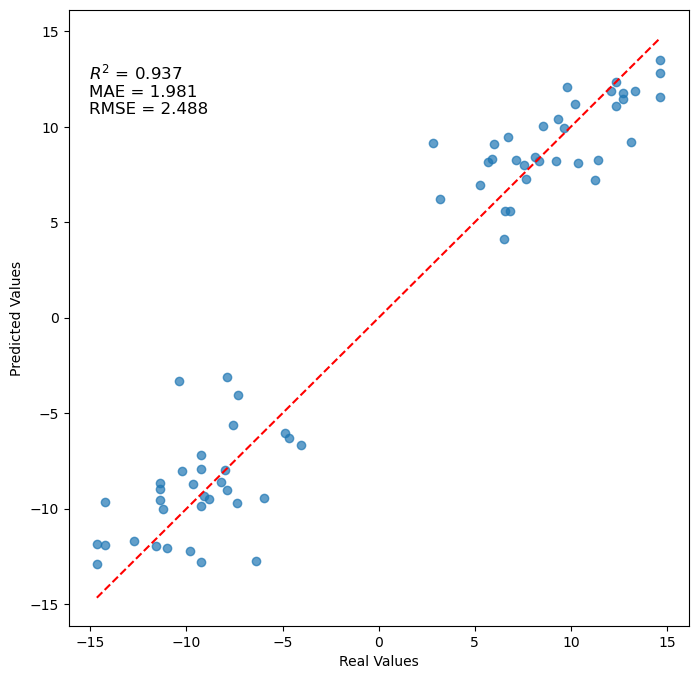 15
10
5
0
−5
−10
−15
R² = 0.937
MAE = 1.981
RMSE = 2.488
Predicted Values
−15 −10 −5 0 5 10 15
Real Values